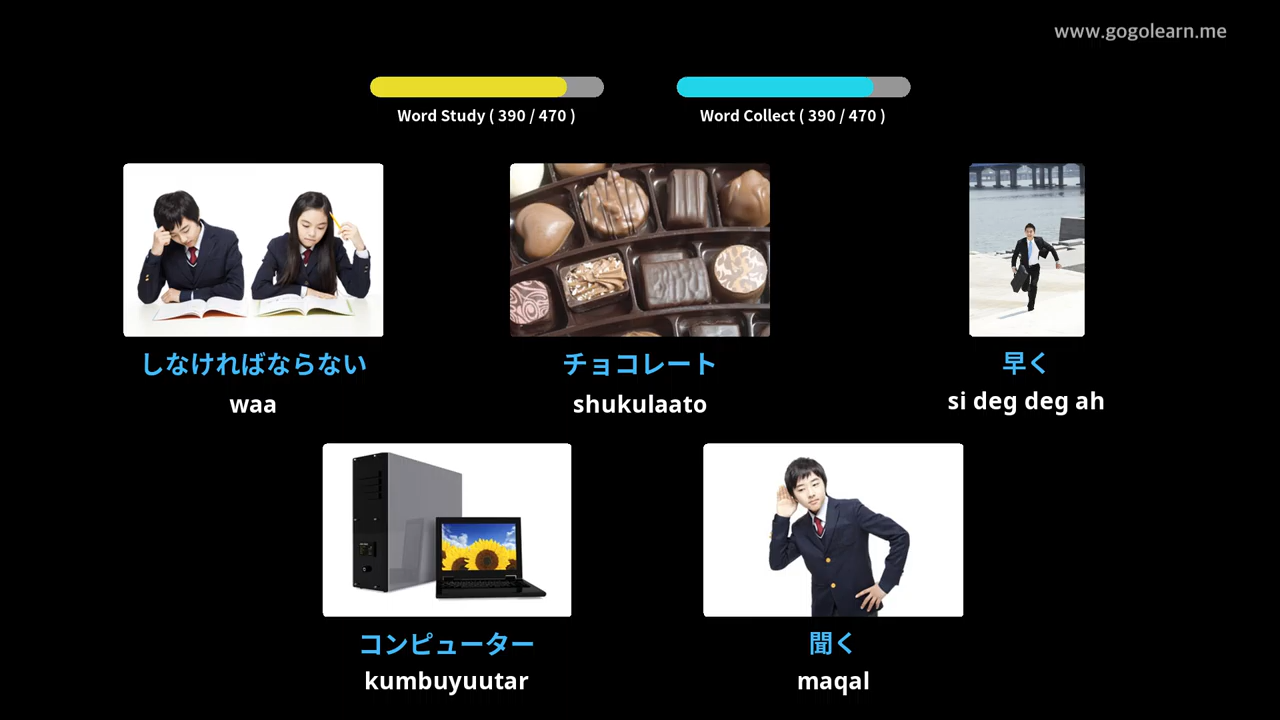 www.gogolearn.me
Word Study ( 390 / 470 )
Word Collect ( 390 / 470 )
しなければならない
waa
チョコレート
shukulaato
早く
si deg deg ah
コンピューター
kumbuyuutar
聞く
maqal